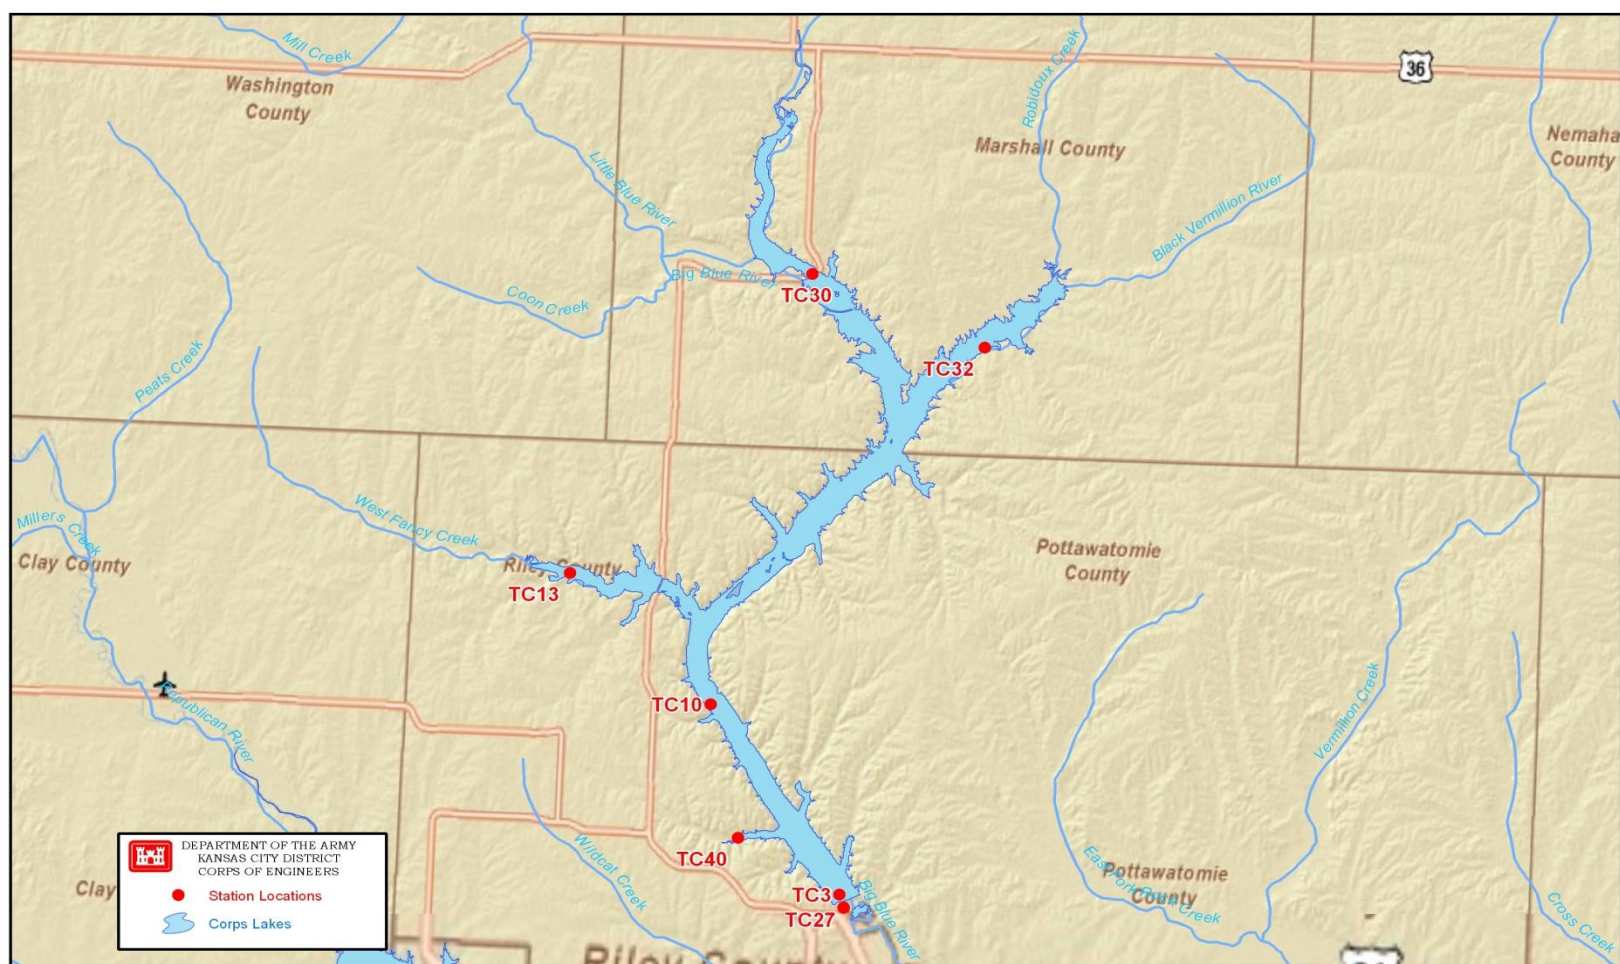 Mill Creek
Washington
County
Robidoux Creek
36
Marshall County
Nemaha
County
Little Blue River
Black Vermillion River
Big Blue River
TC30
Coon Creek
Peats Creek
TC32
West Fancy Creek
Millers Creek
Clay County
Riley County
TC13
Pottawatomie
County
TC10
Republican River
Vermillion Creek
Wildcat Creek
TC40
East Fork Rock Creek
Pottawatomie
County
Cross Creek
TC3
TC27
Big Blue River
Clay
DEPARTMENT OF THE ARMY
KANSAS CITY DISTRICT
CORPS OF ENGINEERS
Station Locations
Corps Lakes
Riley County